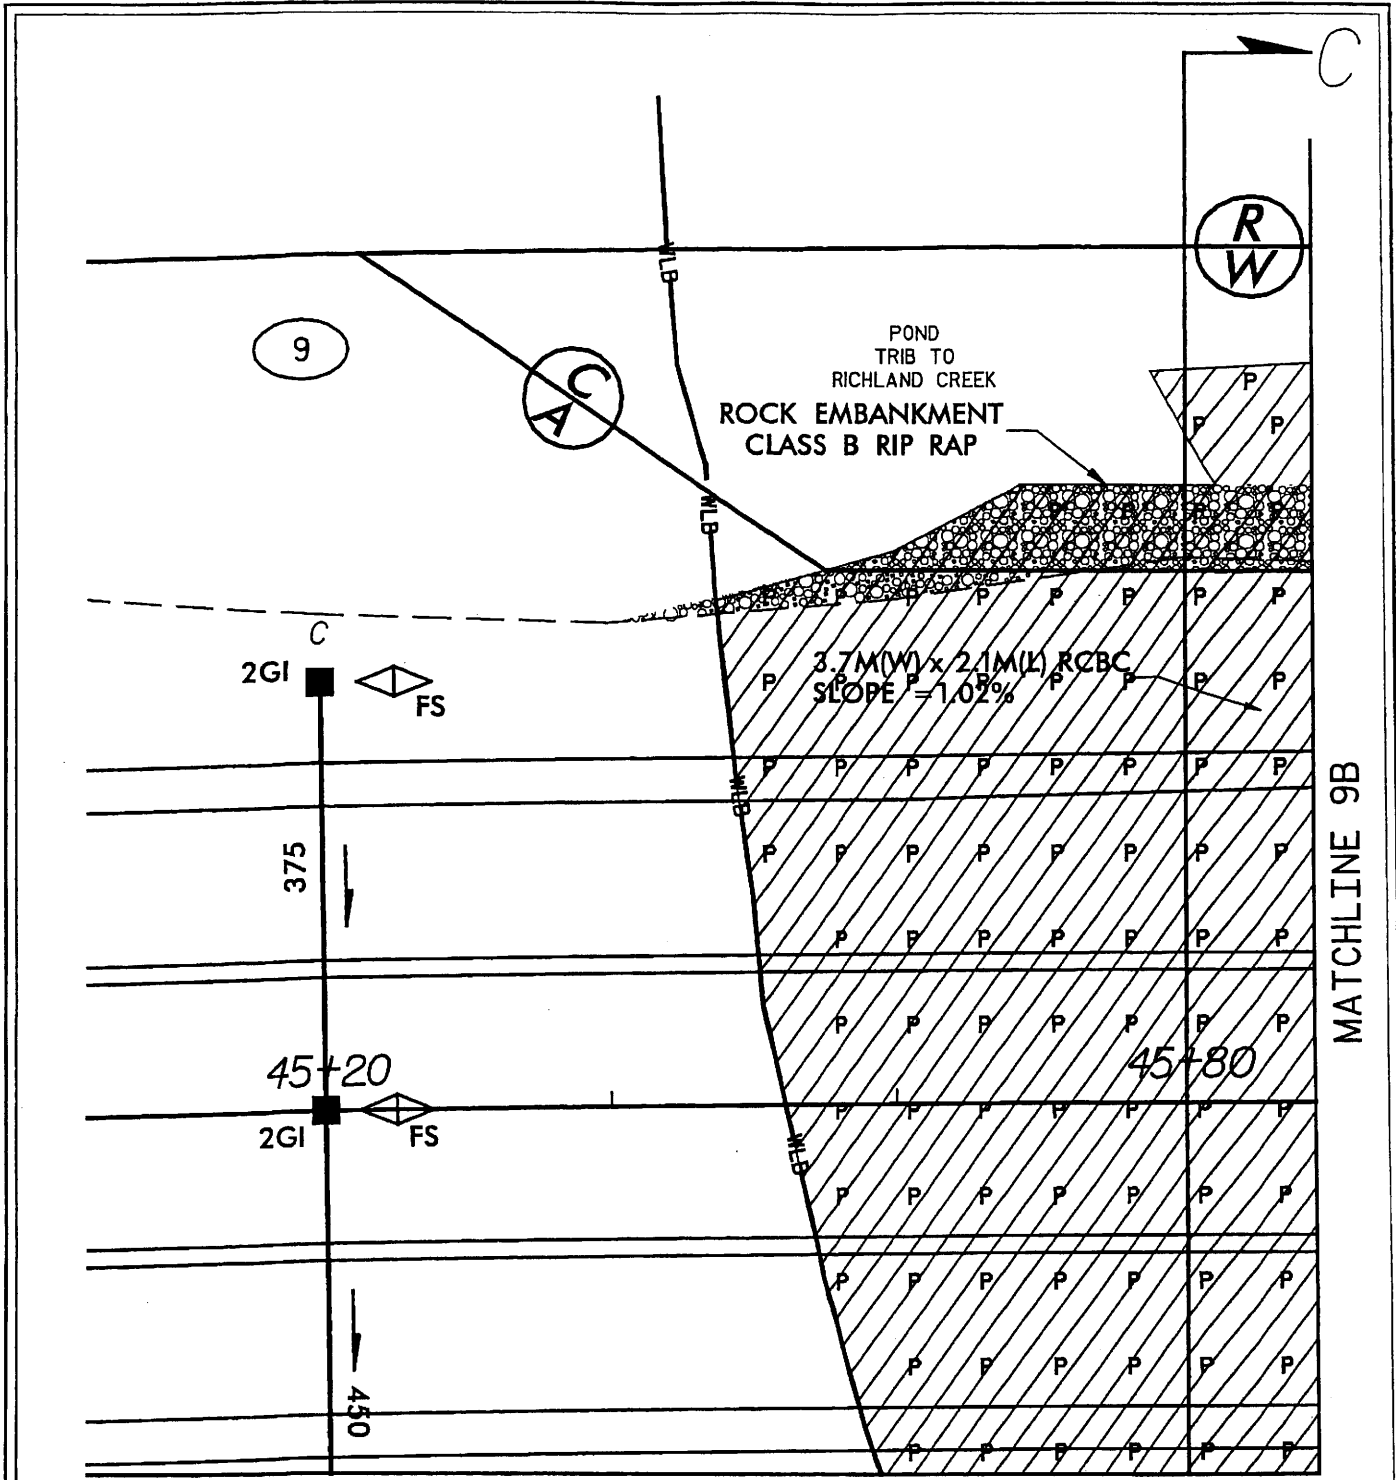 C
R
W
WLB
9
POND
TRIB TO
RICHLAND CREEK
C
A
ROCK EMBANKMENT
CLASS B RIP RAP
P
P P
WLB
P P P P
P P P P P P P P
C
2GI
FS
3.7M(W) x 2.1M(L) RCBC
SLOPE = 1.02%
P P P P P P P P
P P P P P P P P
WLB
MATCHLINE 9B
375
P P P P P P P P
P P P P P P P
P P P P P P P
45+20
45+80
2GI
FS
P P P P P P P
WLB
P P P P P P P
P P P P P P P
P P P P P P
450
P P P P P P